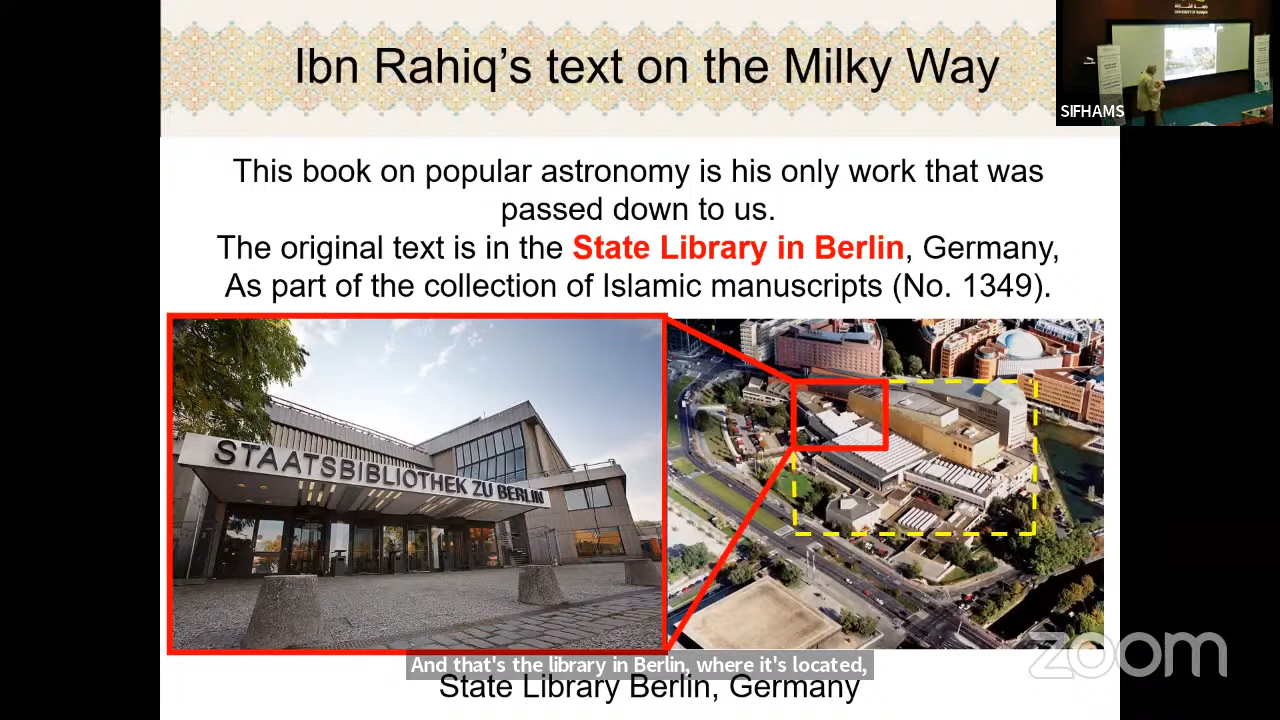 Ibn Rahiq's text on the Milky Way
SIFHAMS
This book on popular astronomy is his only work that was
passed down to us.
The original text is in the State Library in Berlin, Germany,
As part of the collection of Islamic manuscripts (No. 1349).
STAATSBIBLIOTHEK ZU BERLIN
zoom
And that's the library in Berlin, where it's located,
State Library Berlin, Germany